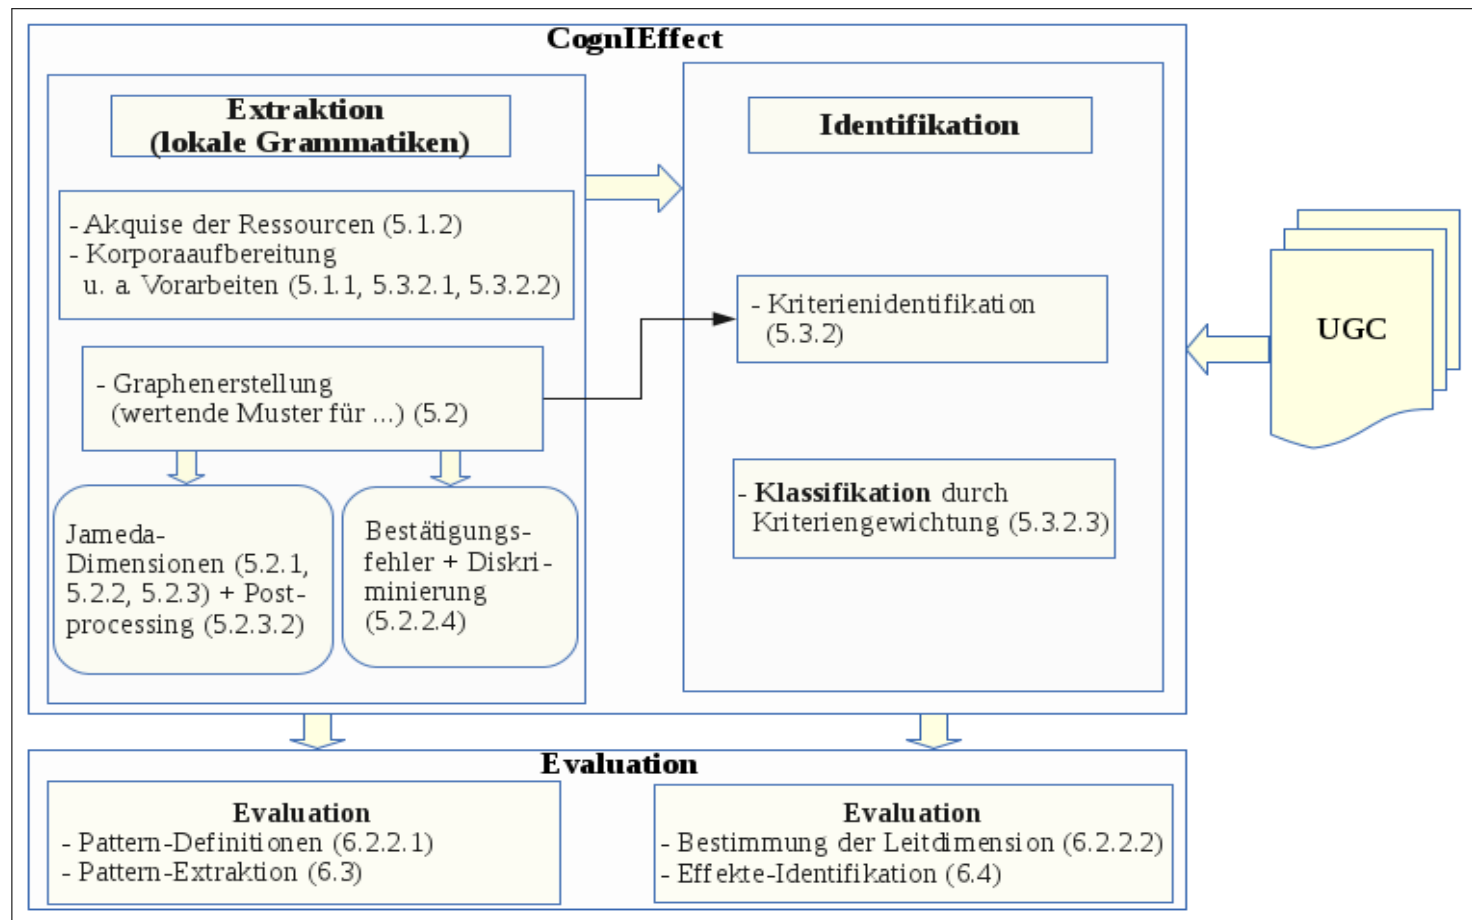 CognIEffect
Extraktion
(lokale Grammatiken)
- Akquise der Ressourcen (5.1.2)
- Korporaaufbereitung
u. a. Vorarbeiten (5.1.1, 5.3.2.1, 5.3.2.2)
- Graphenerstellung
(wertende Muster für ...) (5.2)
Jameda-
Dimensionen (5.2.1,
5.2.2, 5.2.3) + Post-
processing (5.2.3.2)
Bestätigungs-
fehler + Diskri-
minierung
(5.2.2.4)
Identifikation
- Kriterienidentifikation
(5.3.2)
- Klassifikation durch
Kriteriengewichtung (5.3.2.3)
UGC
Evaluation
Evaluation
- Pattern-Definitionen (6.2.2.1)
- Pattern-Extraktion (6.3)
Evaluation
- Bestimmung der Leitdimension (6.2.2.2)
- Effekte-Identifikation (6.4)